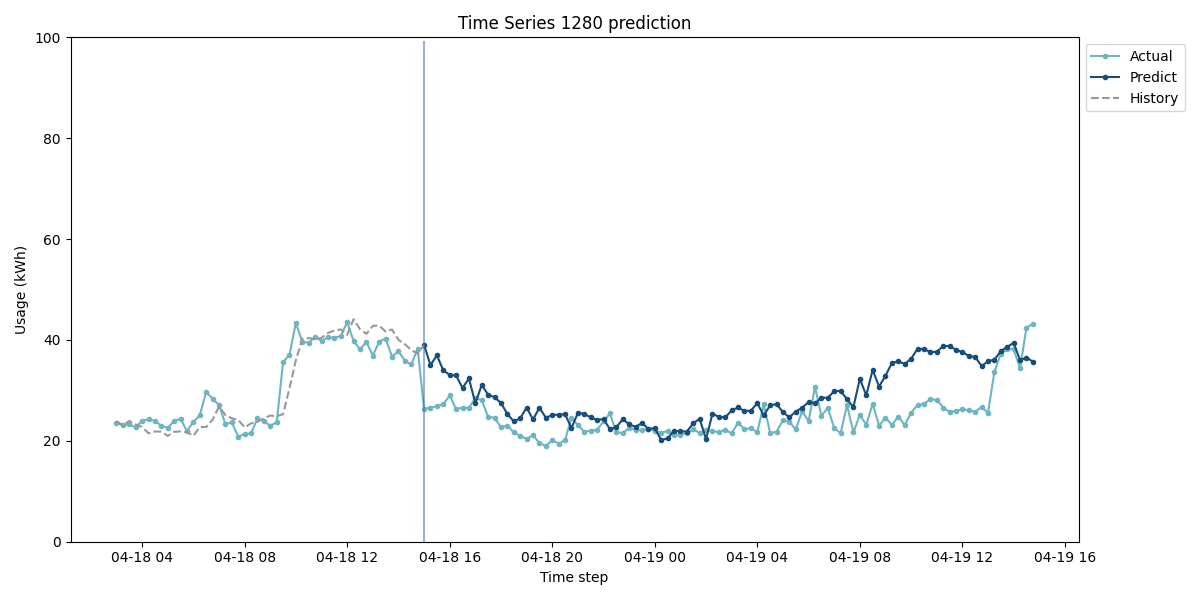 Time Series 1280 prediction
100
80
60
40
20
0
Usage (kWh)
04-18 04
04-18 08
04-18 12
04-18 16
04-18 20
04-19 00
04-19 04
04-19 08
04-19 12
04-19 16
Time step
Actual
Predict
History